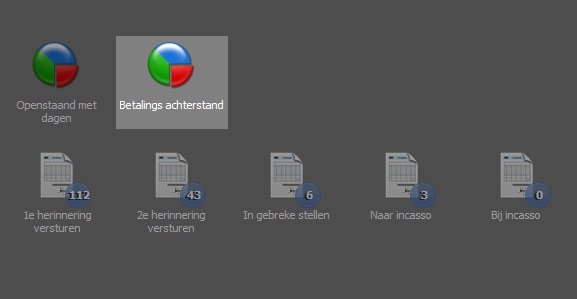 Openstaand met
dagen
Betalings achterstand
112
43
6
3
0
1e herinnering
versturen
2e herinnering
versturen
In gebreke stellen
Naar incasso
Bij incasso